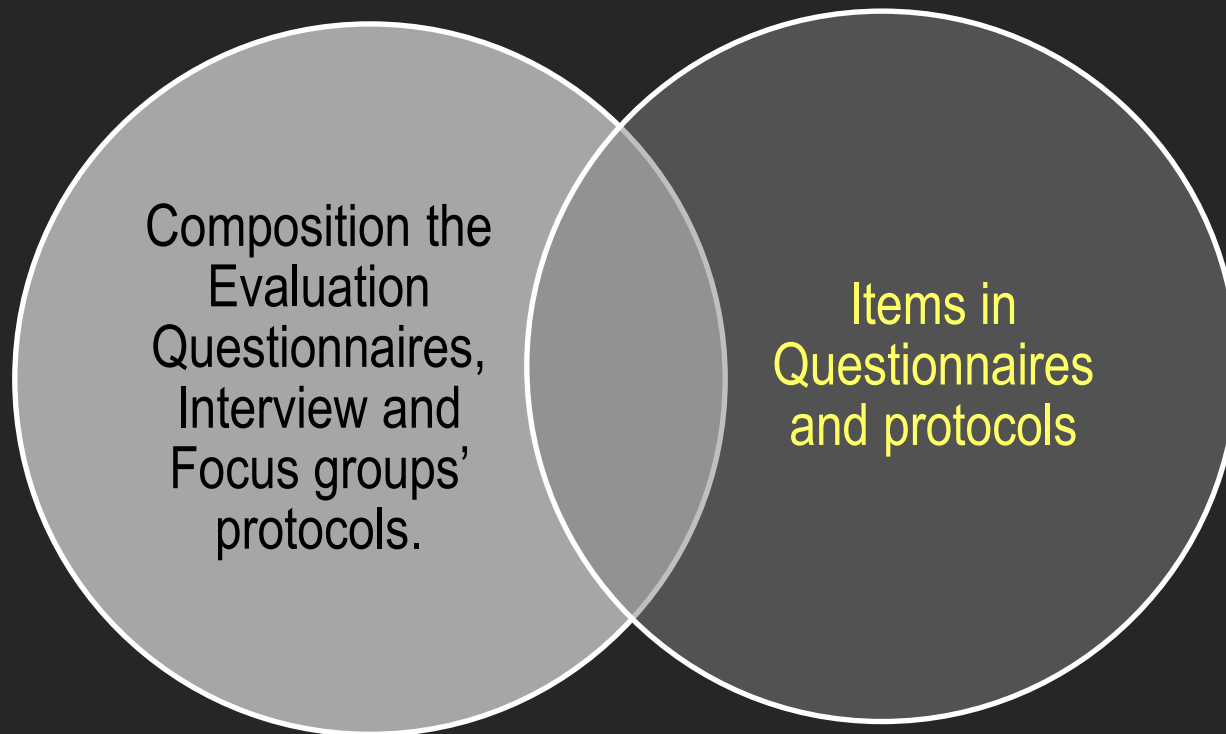 Composition the
Evaluation
Questionnaires,
Interview and
Focus groups’
protocols.
Items in
Questionnaires
and protocols